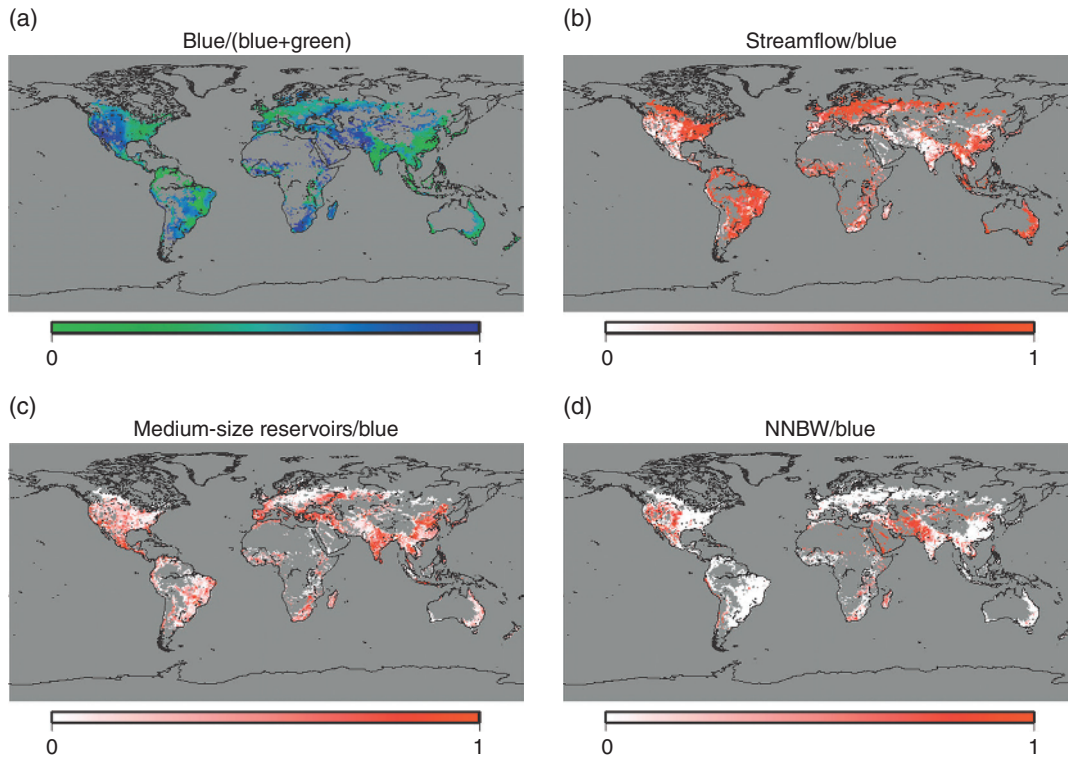 (a)
Blue/(blue+green)
0 1
(b)
Streamflow/blue
0 1
(c)
Medium-size reservoirs/blue
0 1
(d)
NNBW/blue
0 1